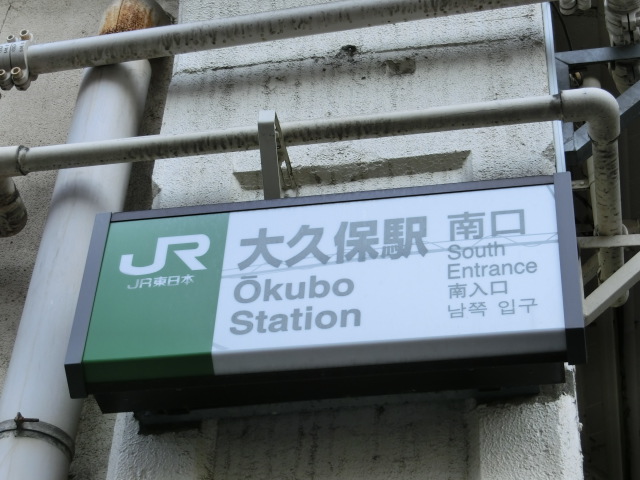 JR
JR東日本
大久保駅
Ōkubo
Station
南口
South
Entrance
南入口
남쪽 입구